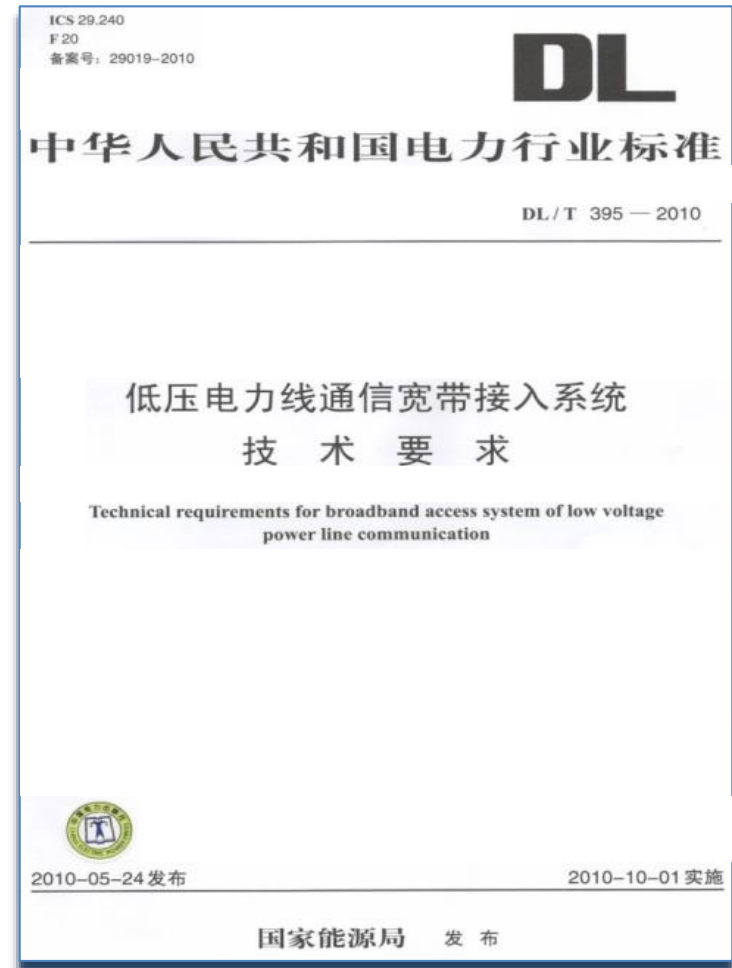 ICS 29.240
F 20
备案号：29019–2010
DL
中华人民共和国电力行业标准
DL / T 395 — 2010
低压电力线通信宽带接入系统
技 术 要 求
Technical requirements for broadband access system of low voltage
power line communication
2010–05–24发布
2010–10–01实施
国家能源局 发 布